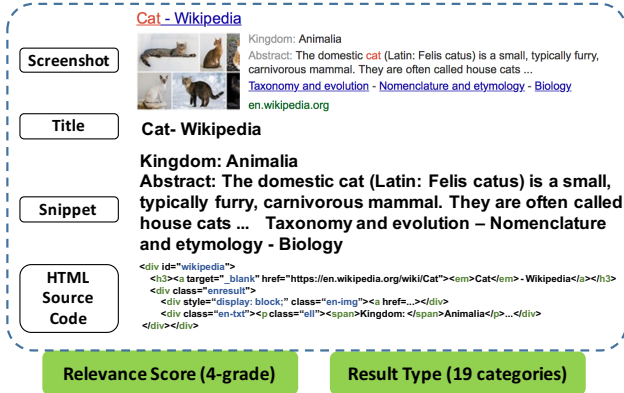 Cat - Wikipedia
Screenshot
Kingdom: Animalia
Abstract: The domestic cat (Latin: Felis catus) is a small, typically furry,
carnivorous mammal. They are often called house cats ...
Taxonomy and evolution - Nomenclature and etymology - Biology
en.wikipedia.org
Title
Cat- Wikipedia
Snippet
Kingdom: Animalia
Abstract: The domestic cat (Latin: Felis catus) is a small,
typically furry, carnivorous mammal. They are often called
house cats ... Taxonomy and evolution – Nomenclature
and etymology - Biology
HTML
Source
Code
<div id="wikipedia">
<h3><a target="_blank" href="https://en.wikipedia.org/wiki/Cat"><em>Cat</em> - Wikipedia</a></h3>
<div class="enresult">
<div style="display: block;" class="en-img"><a href=...></div>
<div class="en-txt"><p class="ell"><span>Kingdom: </span>Animalia</p>...</div>
</div></div>
Relevance Score (4-grade)
Result Type (19 categories)